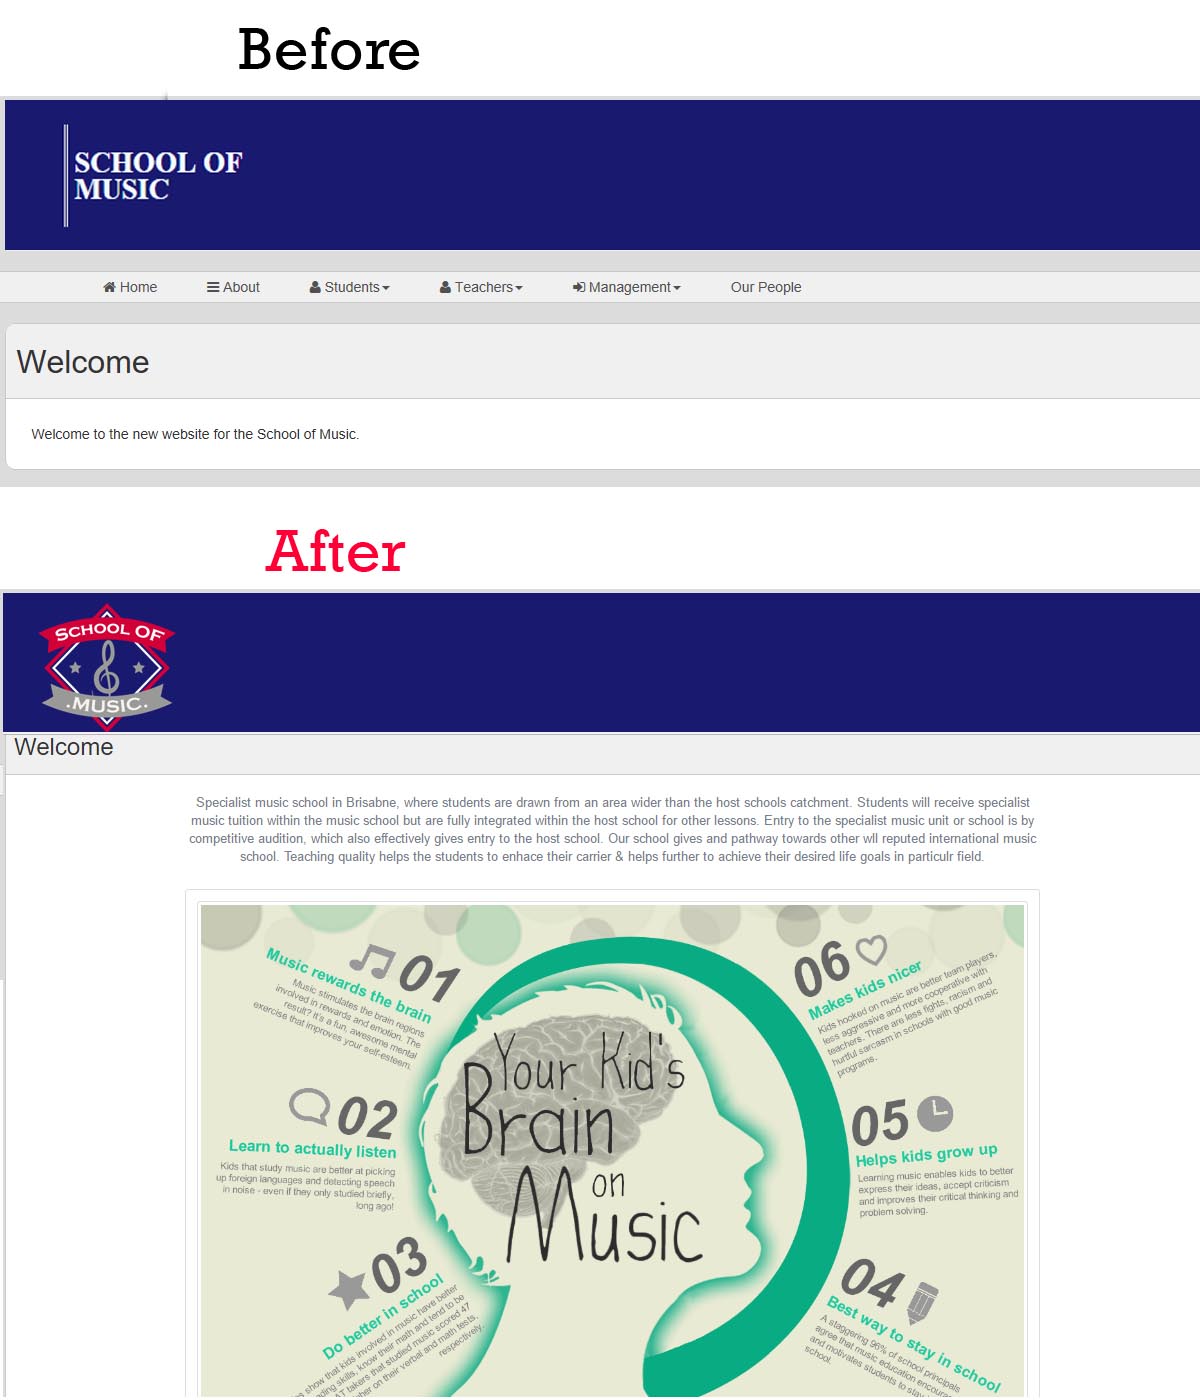 Before
SCHOOL OF
MUSIC
Home About Students Teachers Management Our People
Welcome
Welcome to the new website for the School of Music.
After
SCHOOL OF
.MUSIC.
Welcome
Specialist music school in Brisabne, where students are drawn from an area wider than the host schools catchment. Students will receive specialist
music tuition within the music school but are fully integrated within the host school for other lessons. Entry to the specialist music unit or school is by
competitive audition, which also effectively gives entry to the host school. Our school gives and pathway towards other wll reputed international music
school. Teaching quality helps the students to enhace their carrier & helps further to achieve their desired life goals in particulr field.
01
Music rewards the brain
Music stimulates the brain regions
involved in rewards and emotion. The
result? It's a fun, awesome mental
exercise that improves your self-esteem.
02
Learn to actually listen
Kids that study music are better at picking
up foreign languages and detecting speech
in noise - even if they only studied briefly,
long ago!
03
Do better in school
show that kids involved in music have better
skills, know their math and tend to be
takers that studied music scored 47
on their verbal and math tests,
respectively.
Your Kid's
Brain
on
Music
06
Makes kids nicer
Kids hooked on music are better team players,
less aggressive and more cooperative with
teachers. There are less fights, racism and
hurtful sarcasm in schools with good music
programs.
05
Helps kids grow up
Learning music enables kids to better
express their ideas, accept criticism
and improves their critical thinking and
problem solving.
04
Best way to stay in school
A staggering 96% of school principals
agree that music education encourages
and motivates students to stay in
school.